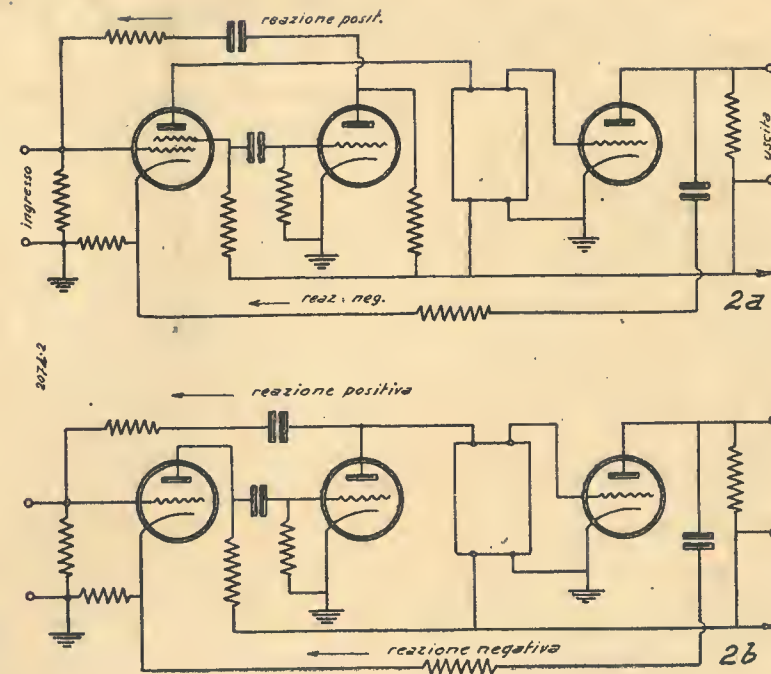 reazione posit.
ingresso
uscita
reaz. neg.
2a
2074-2
reazione positiva
reazione negativa
2b